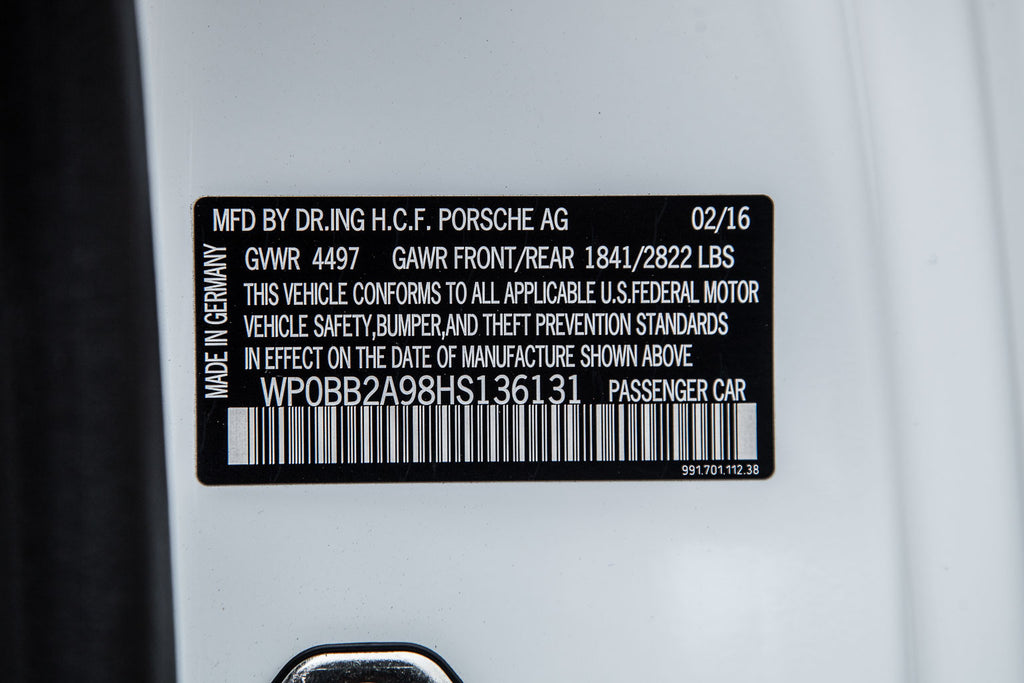 MFD BY DR.ING H.C.F. PORSCHE AG 02/16
MADE IN GERMANY
GVWR 4497 GAWR FRONT/REAR 1841/2822 LBS
THIS VEHICLE CONFORMS TO ALL APPLICABLE U.S.FEDERAL MOTOR
VEHICLE SAFETY,BUMPER,AND THEFT PREVENTION STANDARDS
IN EFFECT ON THE DATE OF MANUFACTURE SHOWN ABOVE
WP0BB2A98HS136131 PASSENGER CAR
991.701.112.38